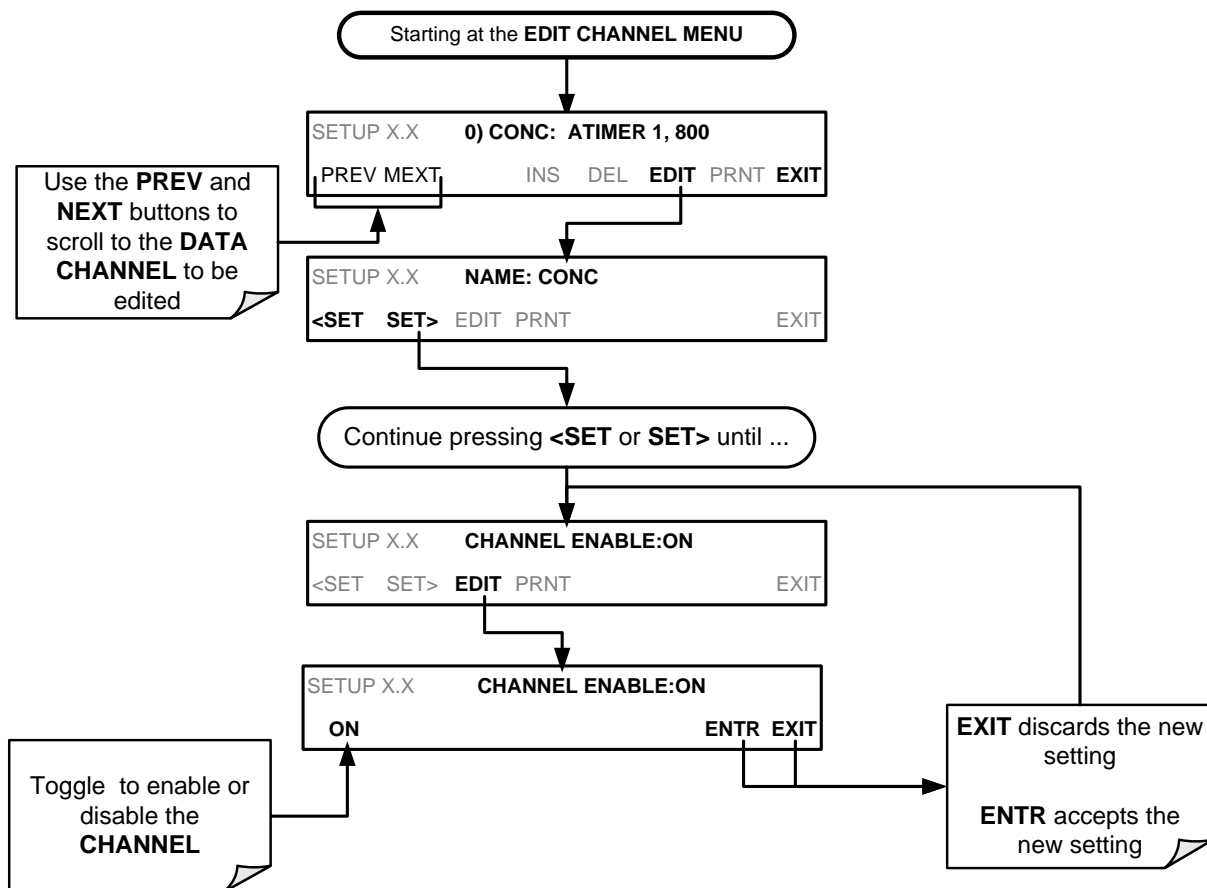 Starting at the EDIT CHANNEL MENU
SETUP X.X 0) CONC: ATIMER 1, 800
PREV MEXT INS DEL EDIT PRNT EXIT
Use the PREV and
NEXT buttons to
scroll to the DATA
CHANNEL to be
edited
SETUP X.X NAME: CONC
<SET SET> EDIT PRNT EXIT
Continue pressing <SET or SET> until ...
SETUP X.X CHANNEL ENABLE:ON
<SET SET> EDIT PRNT EXIT
SETUP X.X CHANNEL ENABLE:ON
ON ENTR EXIT
Toggle to enable or
disable the
CHANNEL
EXIT discards the new
setting
ENTR accepts the
new setting